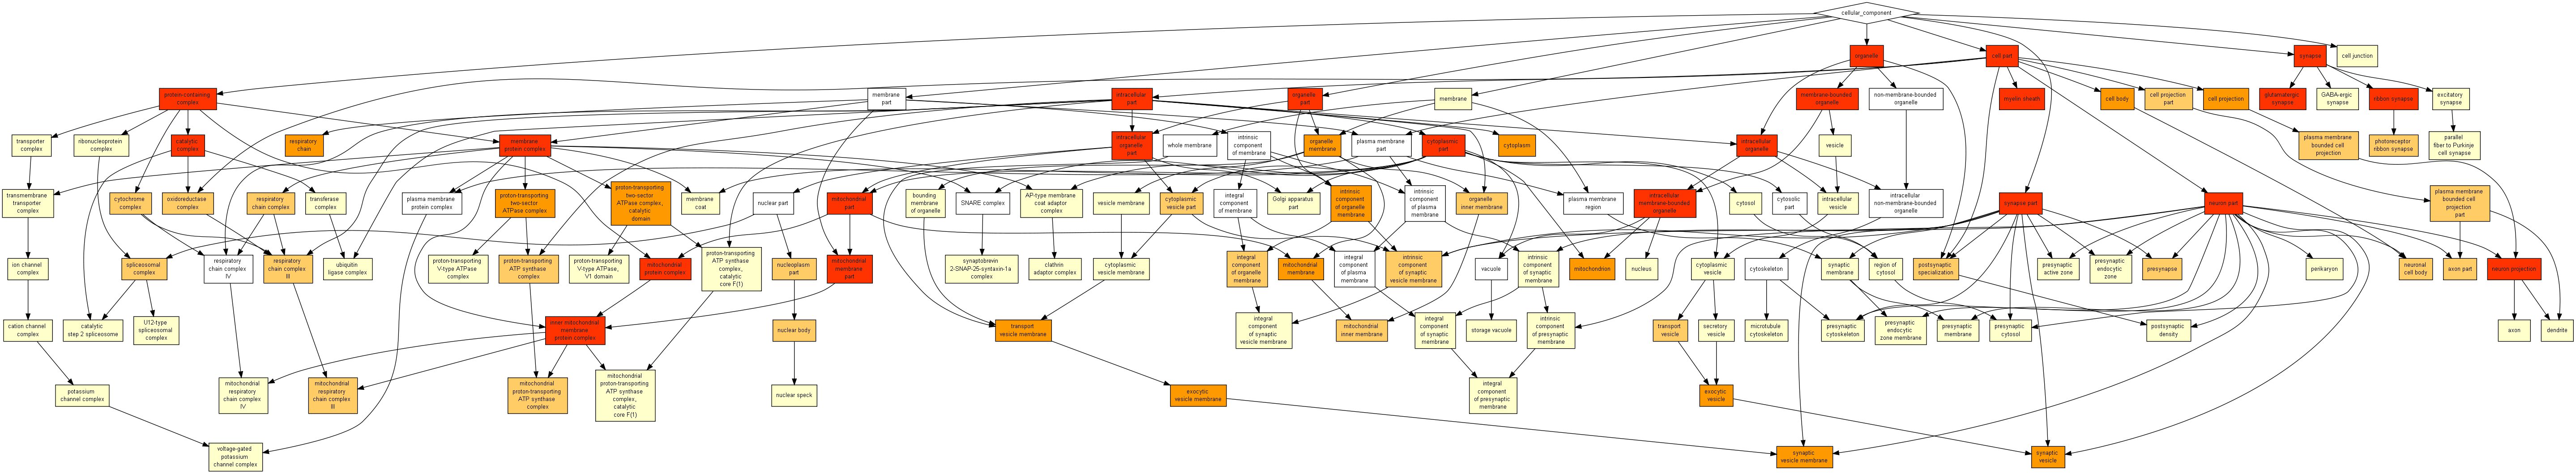 cellular_component
organelle
cell part
synapse
cell junction
protein-containing
complex
membrane
part
intracellular
part
organelle
part
membrane
membrane-bounded
organelle
non-membrane-bounded
organelle
myelin sheath
cell body
cell projection
part
cell projection
glutamatergic
synapse
GABA-ergic
synapse
ribbon synapse
excitatory
synapse
transporter
complex
ribonucleoprotein
complex
catalytic
complex
respiratory
chain
membrane
protein complex
intracellular
organelle
part
whole membrane
intrinsic
component
of membrane
organelle
membrane
plasma membrane
part
cytoplasmic
part
cytoplasm
intracellular
organelle
vesicle
plasma membrane
bounded cell
projection
photoreceptor
ribbon synapse
parallel
fiber to Purkinje
cell synapse
transmembrane
transporter
complex
cytochrome
complex
oxidoreductase
complex
respiratory
chain complex
transferase
complex
plasma membrane
protein complex
proton-transporting
two-sector
ATPase complex
proton-transporting
two-sector
ATPase complex,
catalytic
domain
membrane
coat
nuclear part
mitochondrial
part
bounding
membrane
of organelle
SNARE complex
AP-type membrane
coat adaptor
complex
vesicle membrane
cytoplasmic
vesicle part
integral
component
of membrane
Golgi apparatus
part
intrinsic
component
of organelle
membrane
intrinsic
component
of plasma
membrane
organelle
inner membrane
plasma membrane
region
intracellular
membrane-bounded
organelle
cytosol
cytosolic
part
intracellular
vesicle
intracellular
non-membrane-bounded
organelle
synapse part
neuron part
plasma membrane
bounded cell
projection
part
ion channel
complex
spliceosomal
complex
respiratory
chain complex
IV
respiratory
chain complex
III
ubiquitin
ligase complex
proton-transporting
V-type ATPase
complex
proton-transporting
ATP synthase
complex
proton-transporting
V-type ATPase,
V1 domain
mitochondrial
protein complex
proton-transporting
ATP synthase
complex,
catalytic
core F(1)
nucleoplasm
part
mitochondrial
membrane
part
synaptobrevin
2-SNAP-25-syntaxin-1a
complex
clathrin
adaptor complex
cytoplasmic
vesicle membrane
integral
component
of organelle
membrane
mitochondrial
membrane
integral
component
of plasma
membrane
intrinsic
component
of synaptic
vesicle membrane
vacuole
intrinsic
component
of synaptic
membrane
mitochondrion
nucleus
cytoplasmic
vesicle
cytoskeleton
synaptic
membrane
region of
cytosol
postsynaptic
specialization
presynaptic
active zone
presynaptic
endocytic
zone
presynapse
perikaryon
neuronal
cell body
axon part
neuron projection
cation channel
complex
catalytic
step 2 spliceosome
U12-type
spliceosomal
complex
inner mitochondrial
membrane
protein complex
nuclear body
transport
vesicle membrane
integral
component
of synaptic
vesicle membrane
mitochondrial
inner membrane
integral
component
of synaptic
membrane
storage vacuole
intrinsic
component
of presynaptic
membrane
transport
vesicle
secretory
vesicle
microtubule
cytoskeleton
presynaptic
cytoskeleton
presynaptic
endocytic
zone membrane
presynaptic
membrane
presynaptic
cytosol
postsynaptic
density
axon
dendrite
potassium
channel complex
mitochondrial
respiratory
chain complex
IV
mitochondrial
respiratory
chain complex
III
mitochondrial
proton-transporting
ATP synthase
complex
mitochondrial
proton-transporting
ATP synthase
complex,
catalytic
core F(1)
nuclear speck
exocytic
vesicle membrane
integral
component
of presynaptic
membrane
exocytic
vesicle
voltage-gated
potassium
channel complex
synaptic
vesicle membrane
synaptic
vesicle